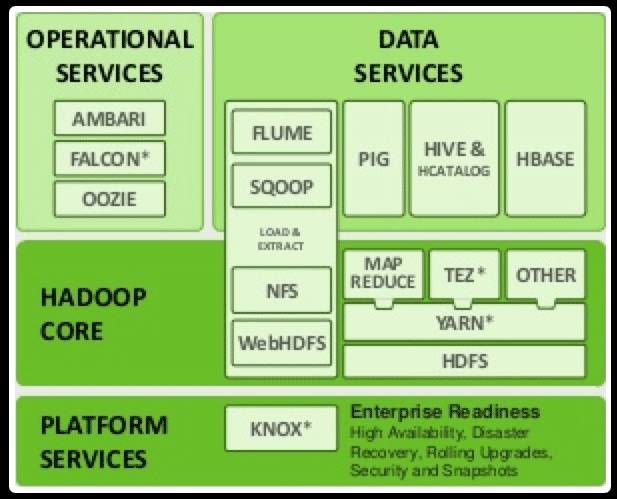 OPERATIONAL
SERVICES
AMBARI
FALCON*
OOZIE
DATA
SERVICES
FLUME
SQOOP
LOAD &
EXTRACT
NFS
WebHDFS
PIG
HIVE &
HCATALOG
HBASE
HADOOP
CORE
MAP
REDUCE
TEZ*
OTHER
YARN*
HDFS
PLATFORM
SERVICES
KNOX*
Enterprise Readiness
High Availability, Disaster
Recovery, Rolling Upgrades,
Security and Snapshots